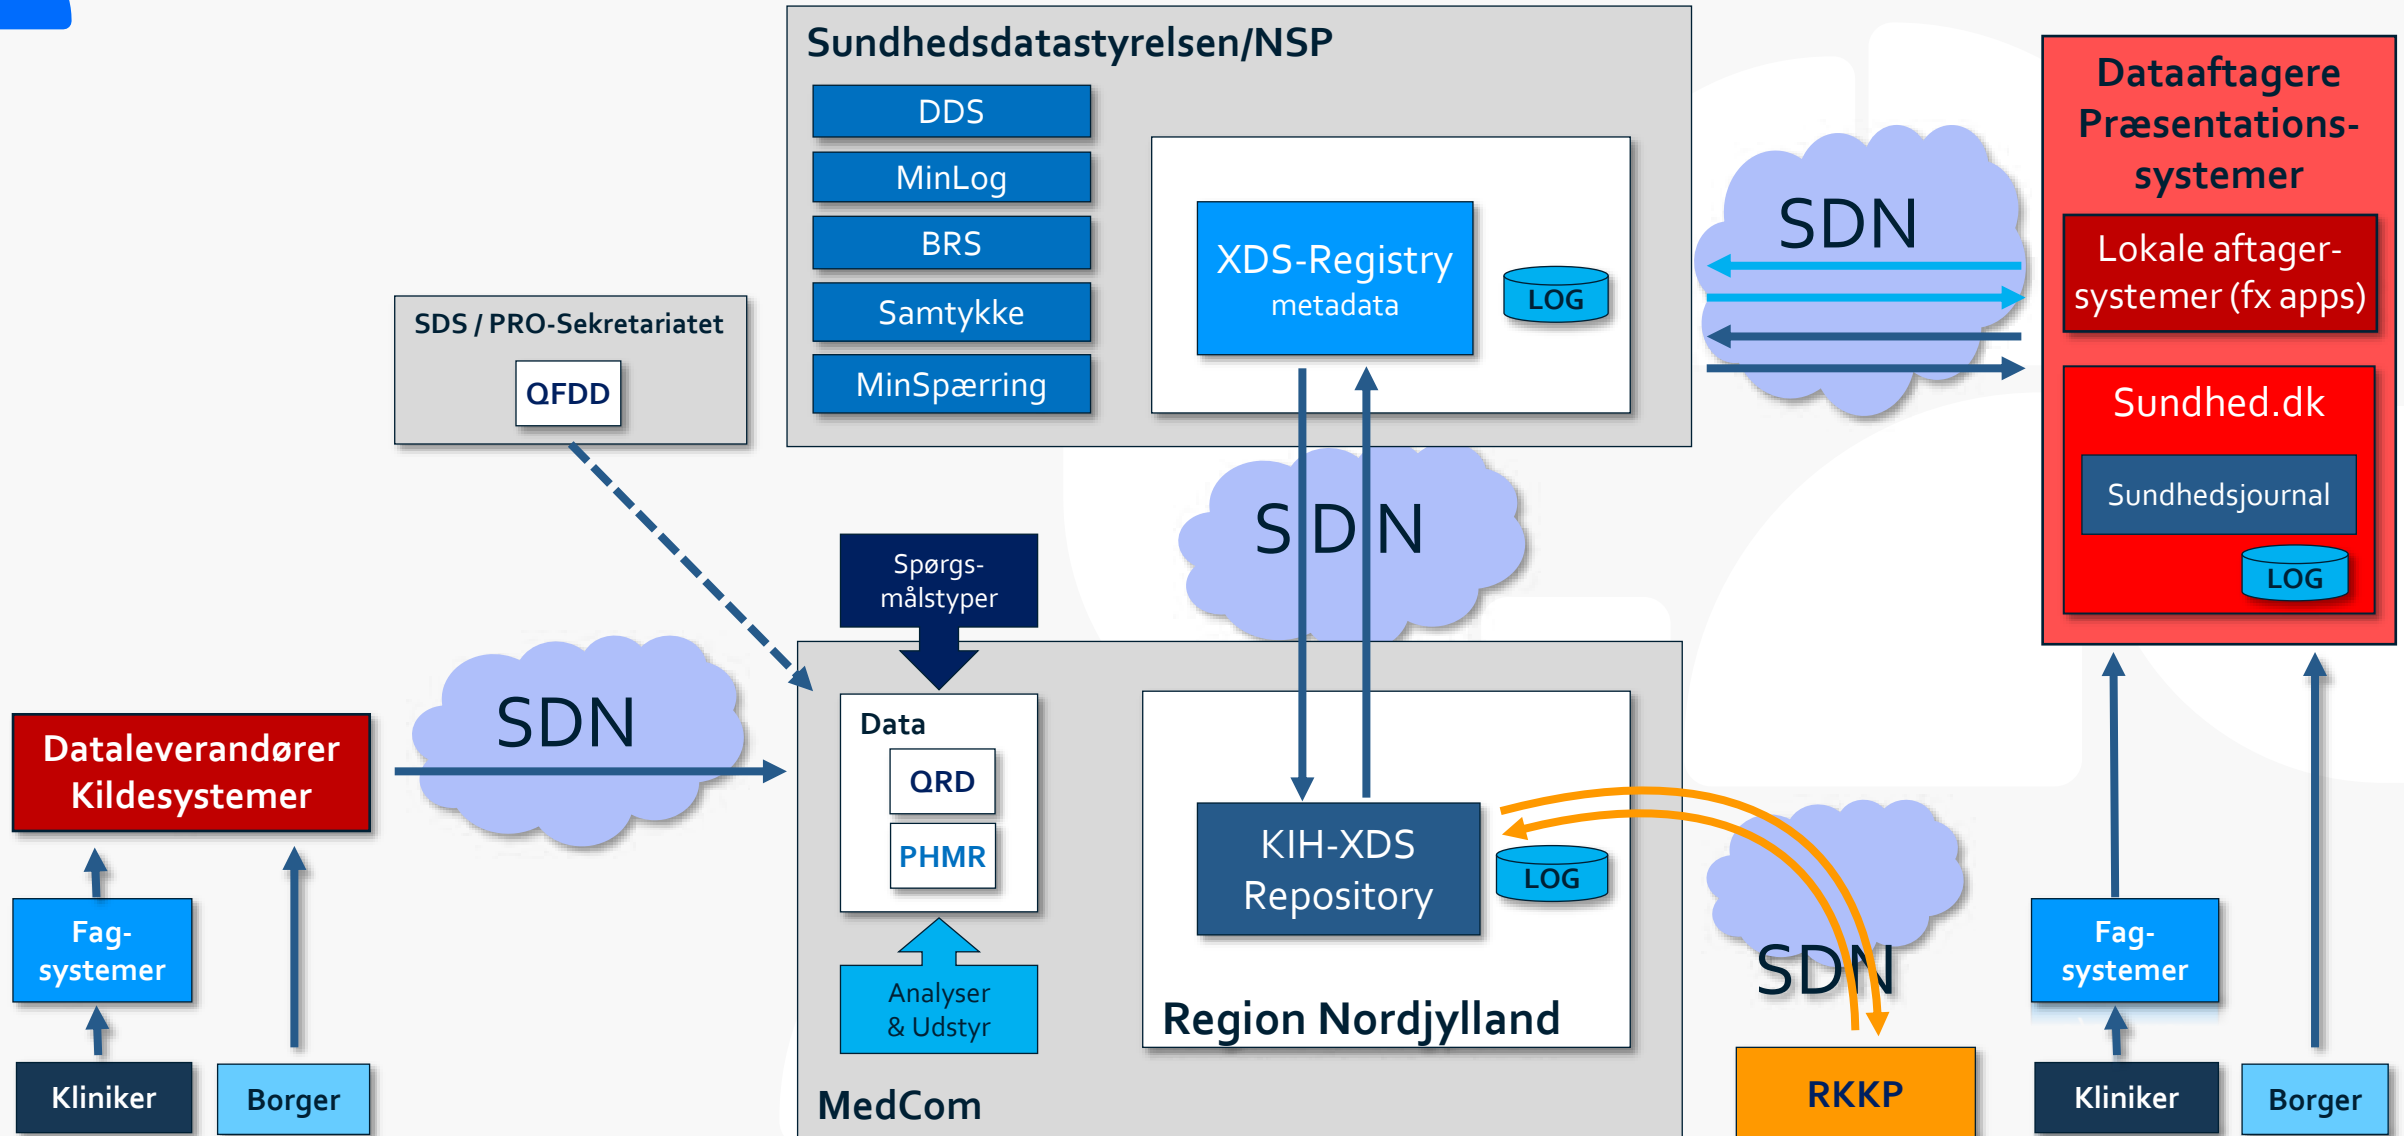 Sundhedsdatastyrelsen/NSP
DDS
MinLog
BRS
Samtykke
MinSpærring
XDS-Registry
metadata
LOG
SDN
Dataaftagere
Præsentations-
systemer
Lokale aftager-
systemer (fx apps)
Sundhed.dk
Sundhedsjournal
LOG
SDS / PRO-Sekretariatet
QFDD
SDN
Spørgs-
målstyper
SDN
Dataleverandører
Kildesystemer
Fag-
systemer
Kliniker
Borger
Data
QRD
PHMR
Analyser
& Udstyr
KIH-XDS
Repository
LOG
Region Nordjylland
MedCom
SDN
RKKP
Fag-
systemer
Kliniker
Borger